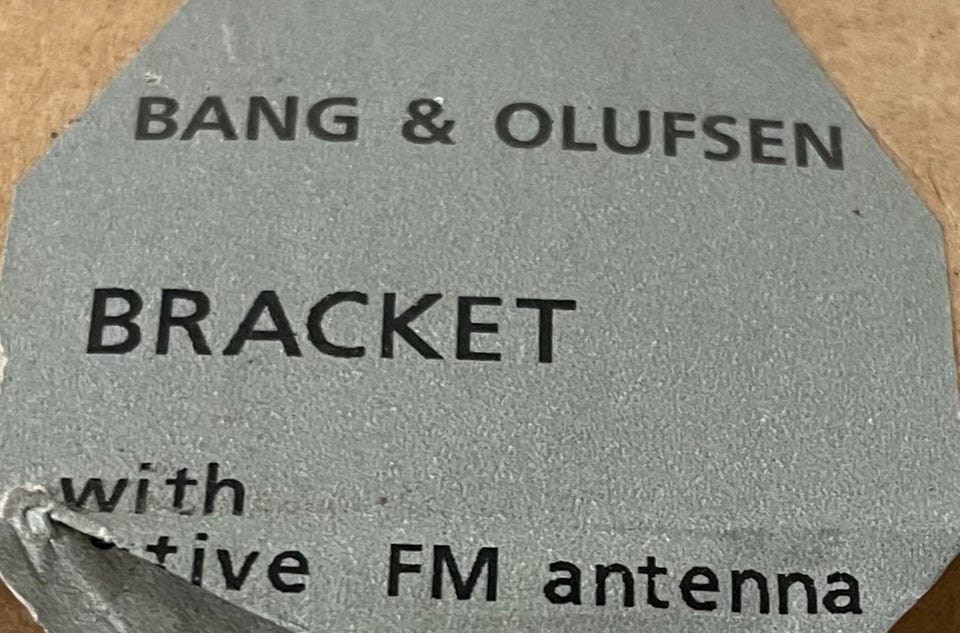 BANG & OLUFSEN
BRACKET
with
FM antenna